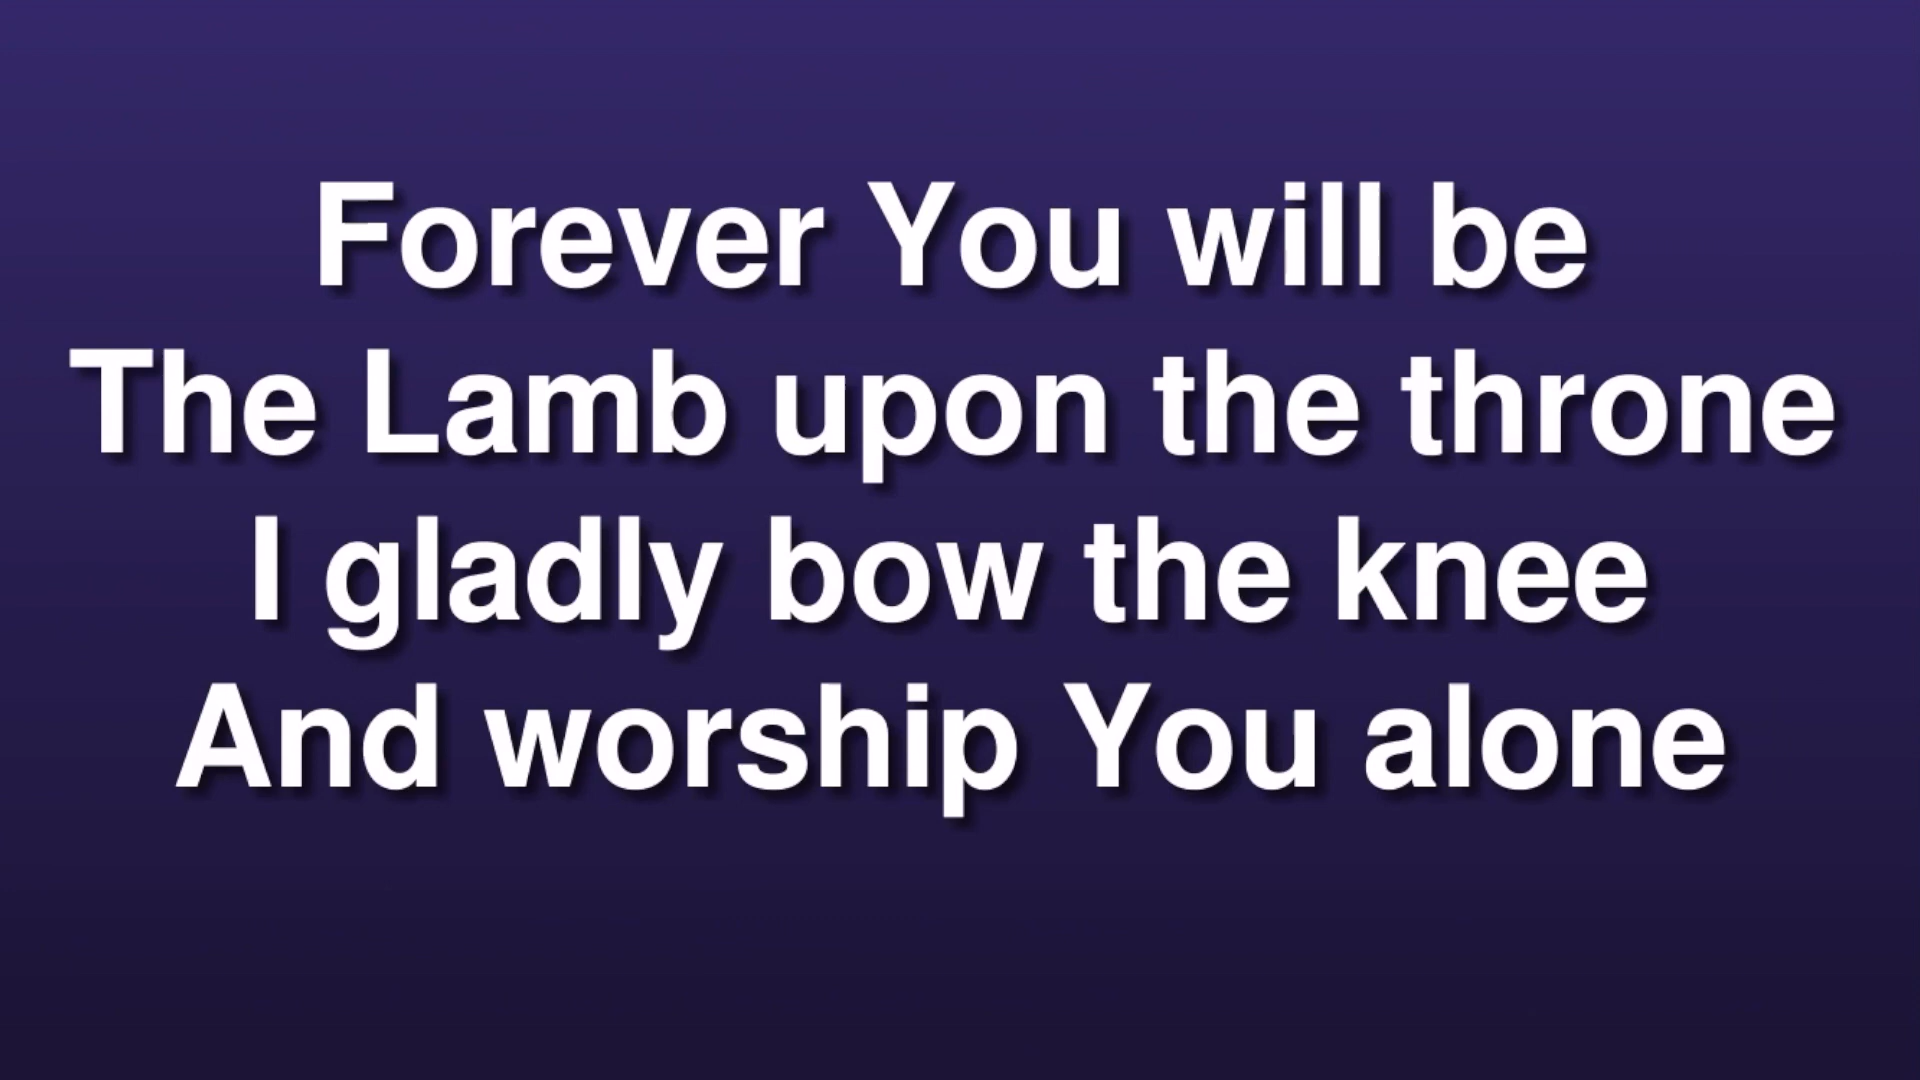 Forever You will be
The Lamb upon the throne
I gladly bow the knee
And worship You alone